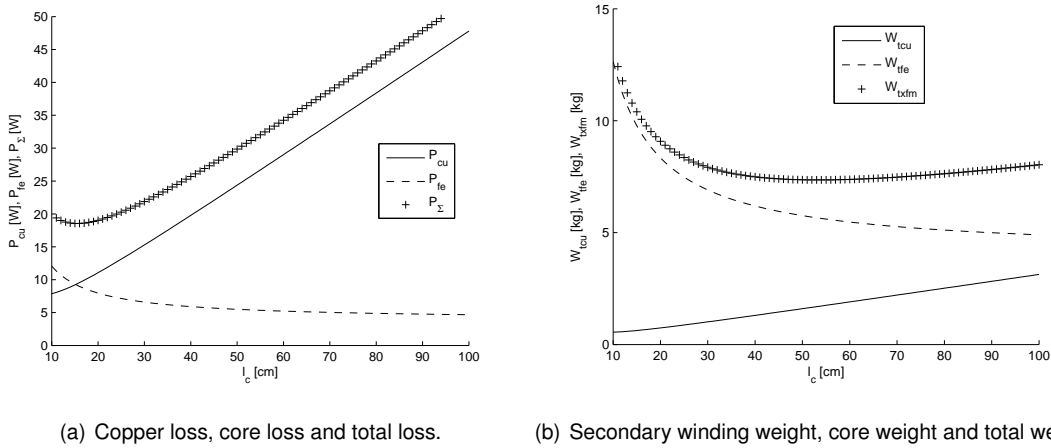 50
45
40
35
30
25
20
15
10
5
0
P_cu [W], P_fe [W], P_Σ [W]
P_cu
P_fe
P_Σ
10 20 30 40 50 60 70 80 90 100
l_c [cm]
(a) Copper loss, core loss and total loss.
15
10
5
0
W_tcu [kg], W_tfe [kg], W_txfm [kg]
W_tcu
W_tfe
W_txfm
10 20 30 40 50 60 70 80 90 100
l_c [cm]
(b) Secondary winding weight, core weight and total we